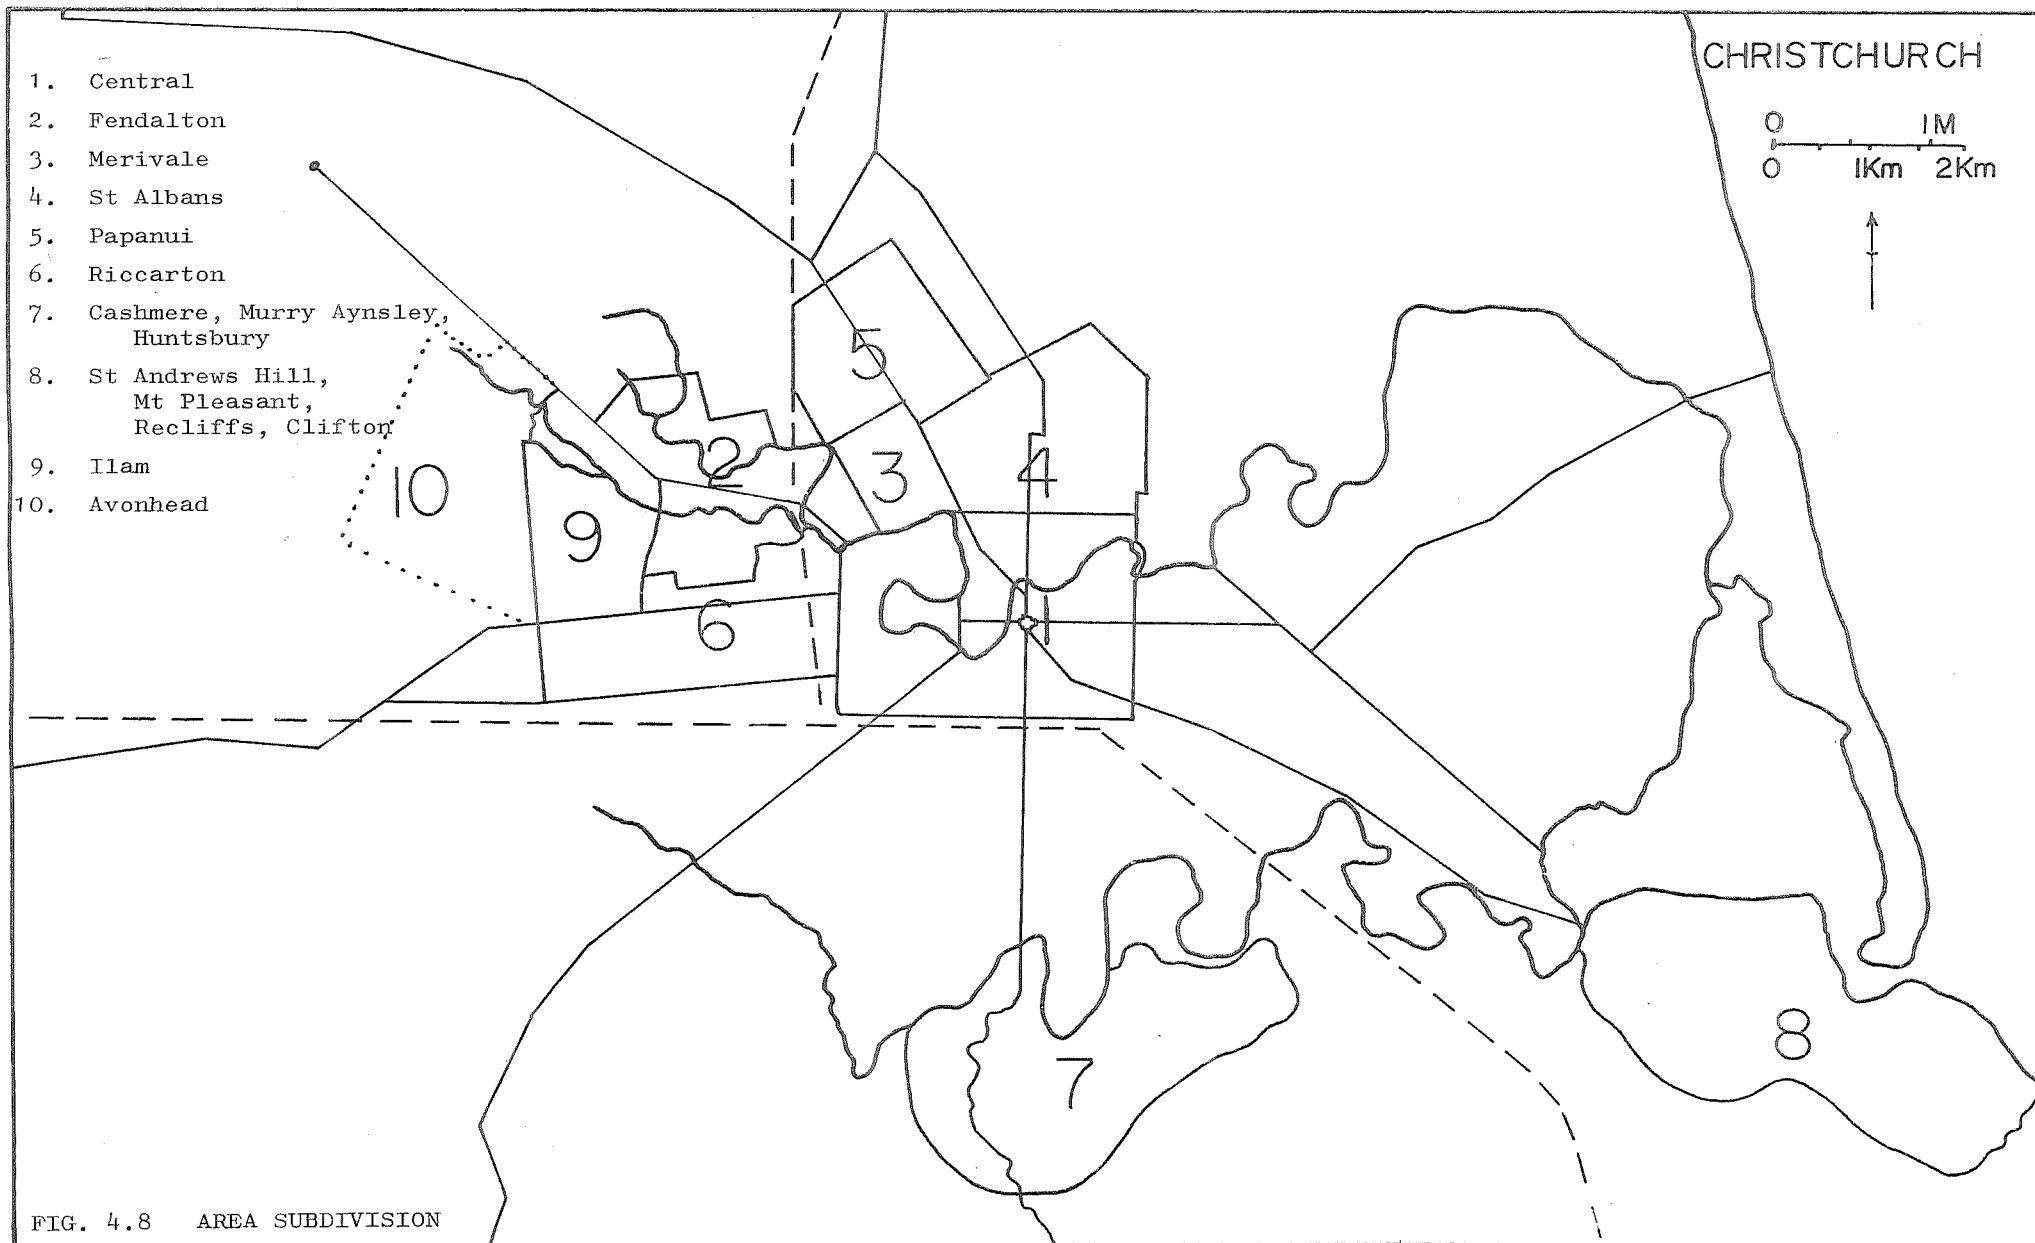 1. Central
2. Fendalton
3. Merivale
4. St Albans
5. Papanui
6. Riccarton
7. Cashmere, Murry Aynsley,
Huntsbury
8. St Andrews Hill,
Mt Pleasant,
Recliffs, Clifton
9. Ilam
10. Avonhead
CHRISTCHURCH
0 1M
0 1Km 2Km
5
2
3
4
10
9
6
1
7
8
FIG. 4.8 AREA SUBDIVISION